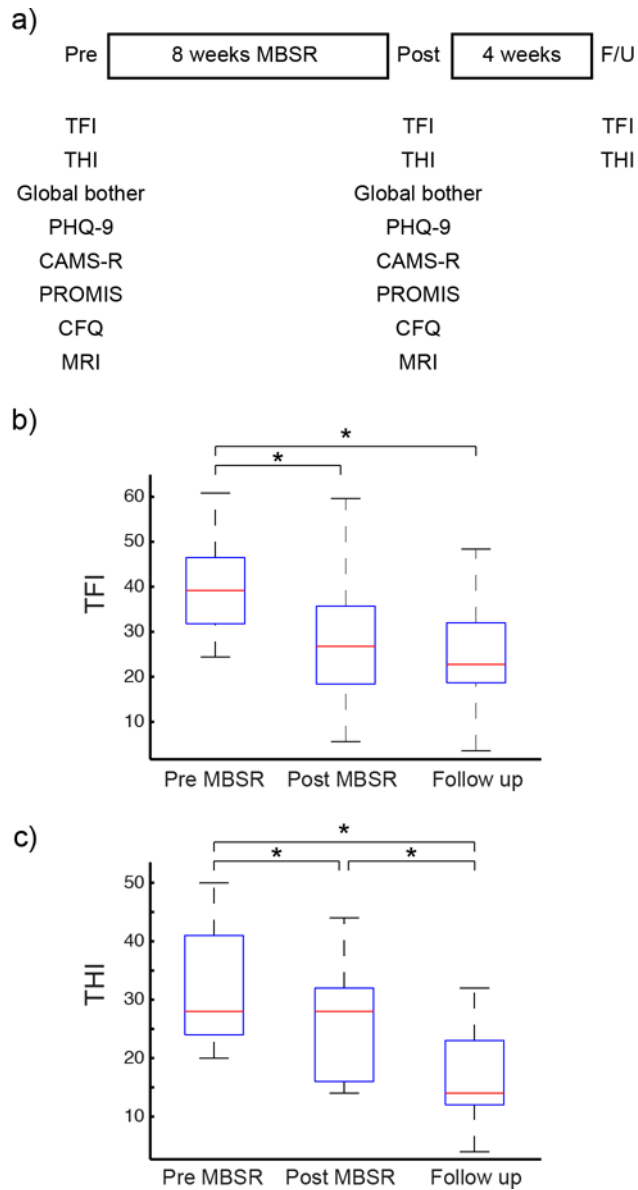 a)
Pre 8 weeks MBSR Post 4 weeks F/U
TFI TFI TFI
THI THI THI
Global bother Global bother
PHQ-9 PHQ-9
CAMS-R CAMS-R
PROMIS PROMIS
CFQ CFQ
MRI MRI
b)
*
*
60
50
40
30
20
10
TFI
Pre MBSR Post MBSR Follow up
c)
*
* *
50
40
30
20
10
THI
Pre MBSR Post MBSR Follow up